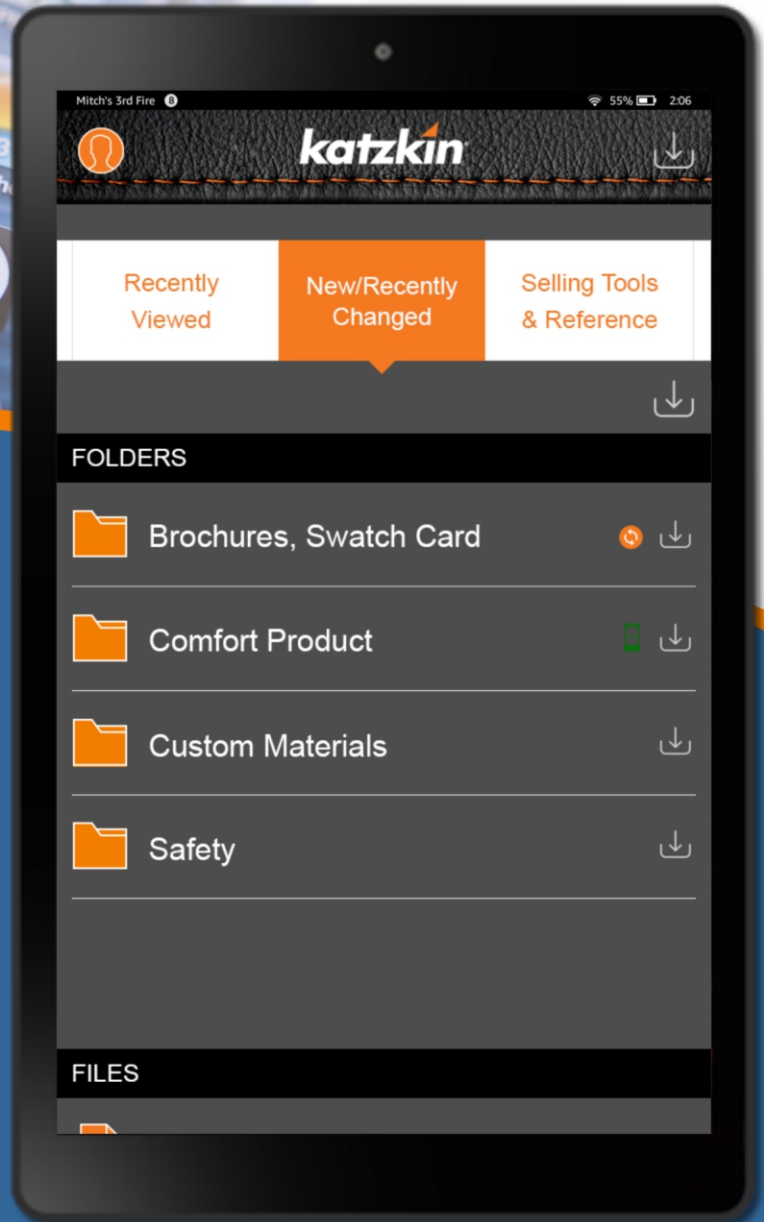 Mitch's 3rd Fire 8
55% 2:06
katzkin
Recently
Viewed
New/Recently
Changed
Selling Tools
& Reference
FOLDERS
Brochures, Swatch Card
Comfort Product
Custom Materials
Safety
FILES